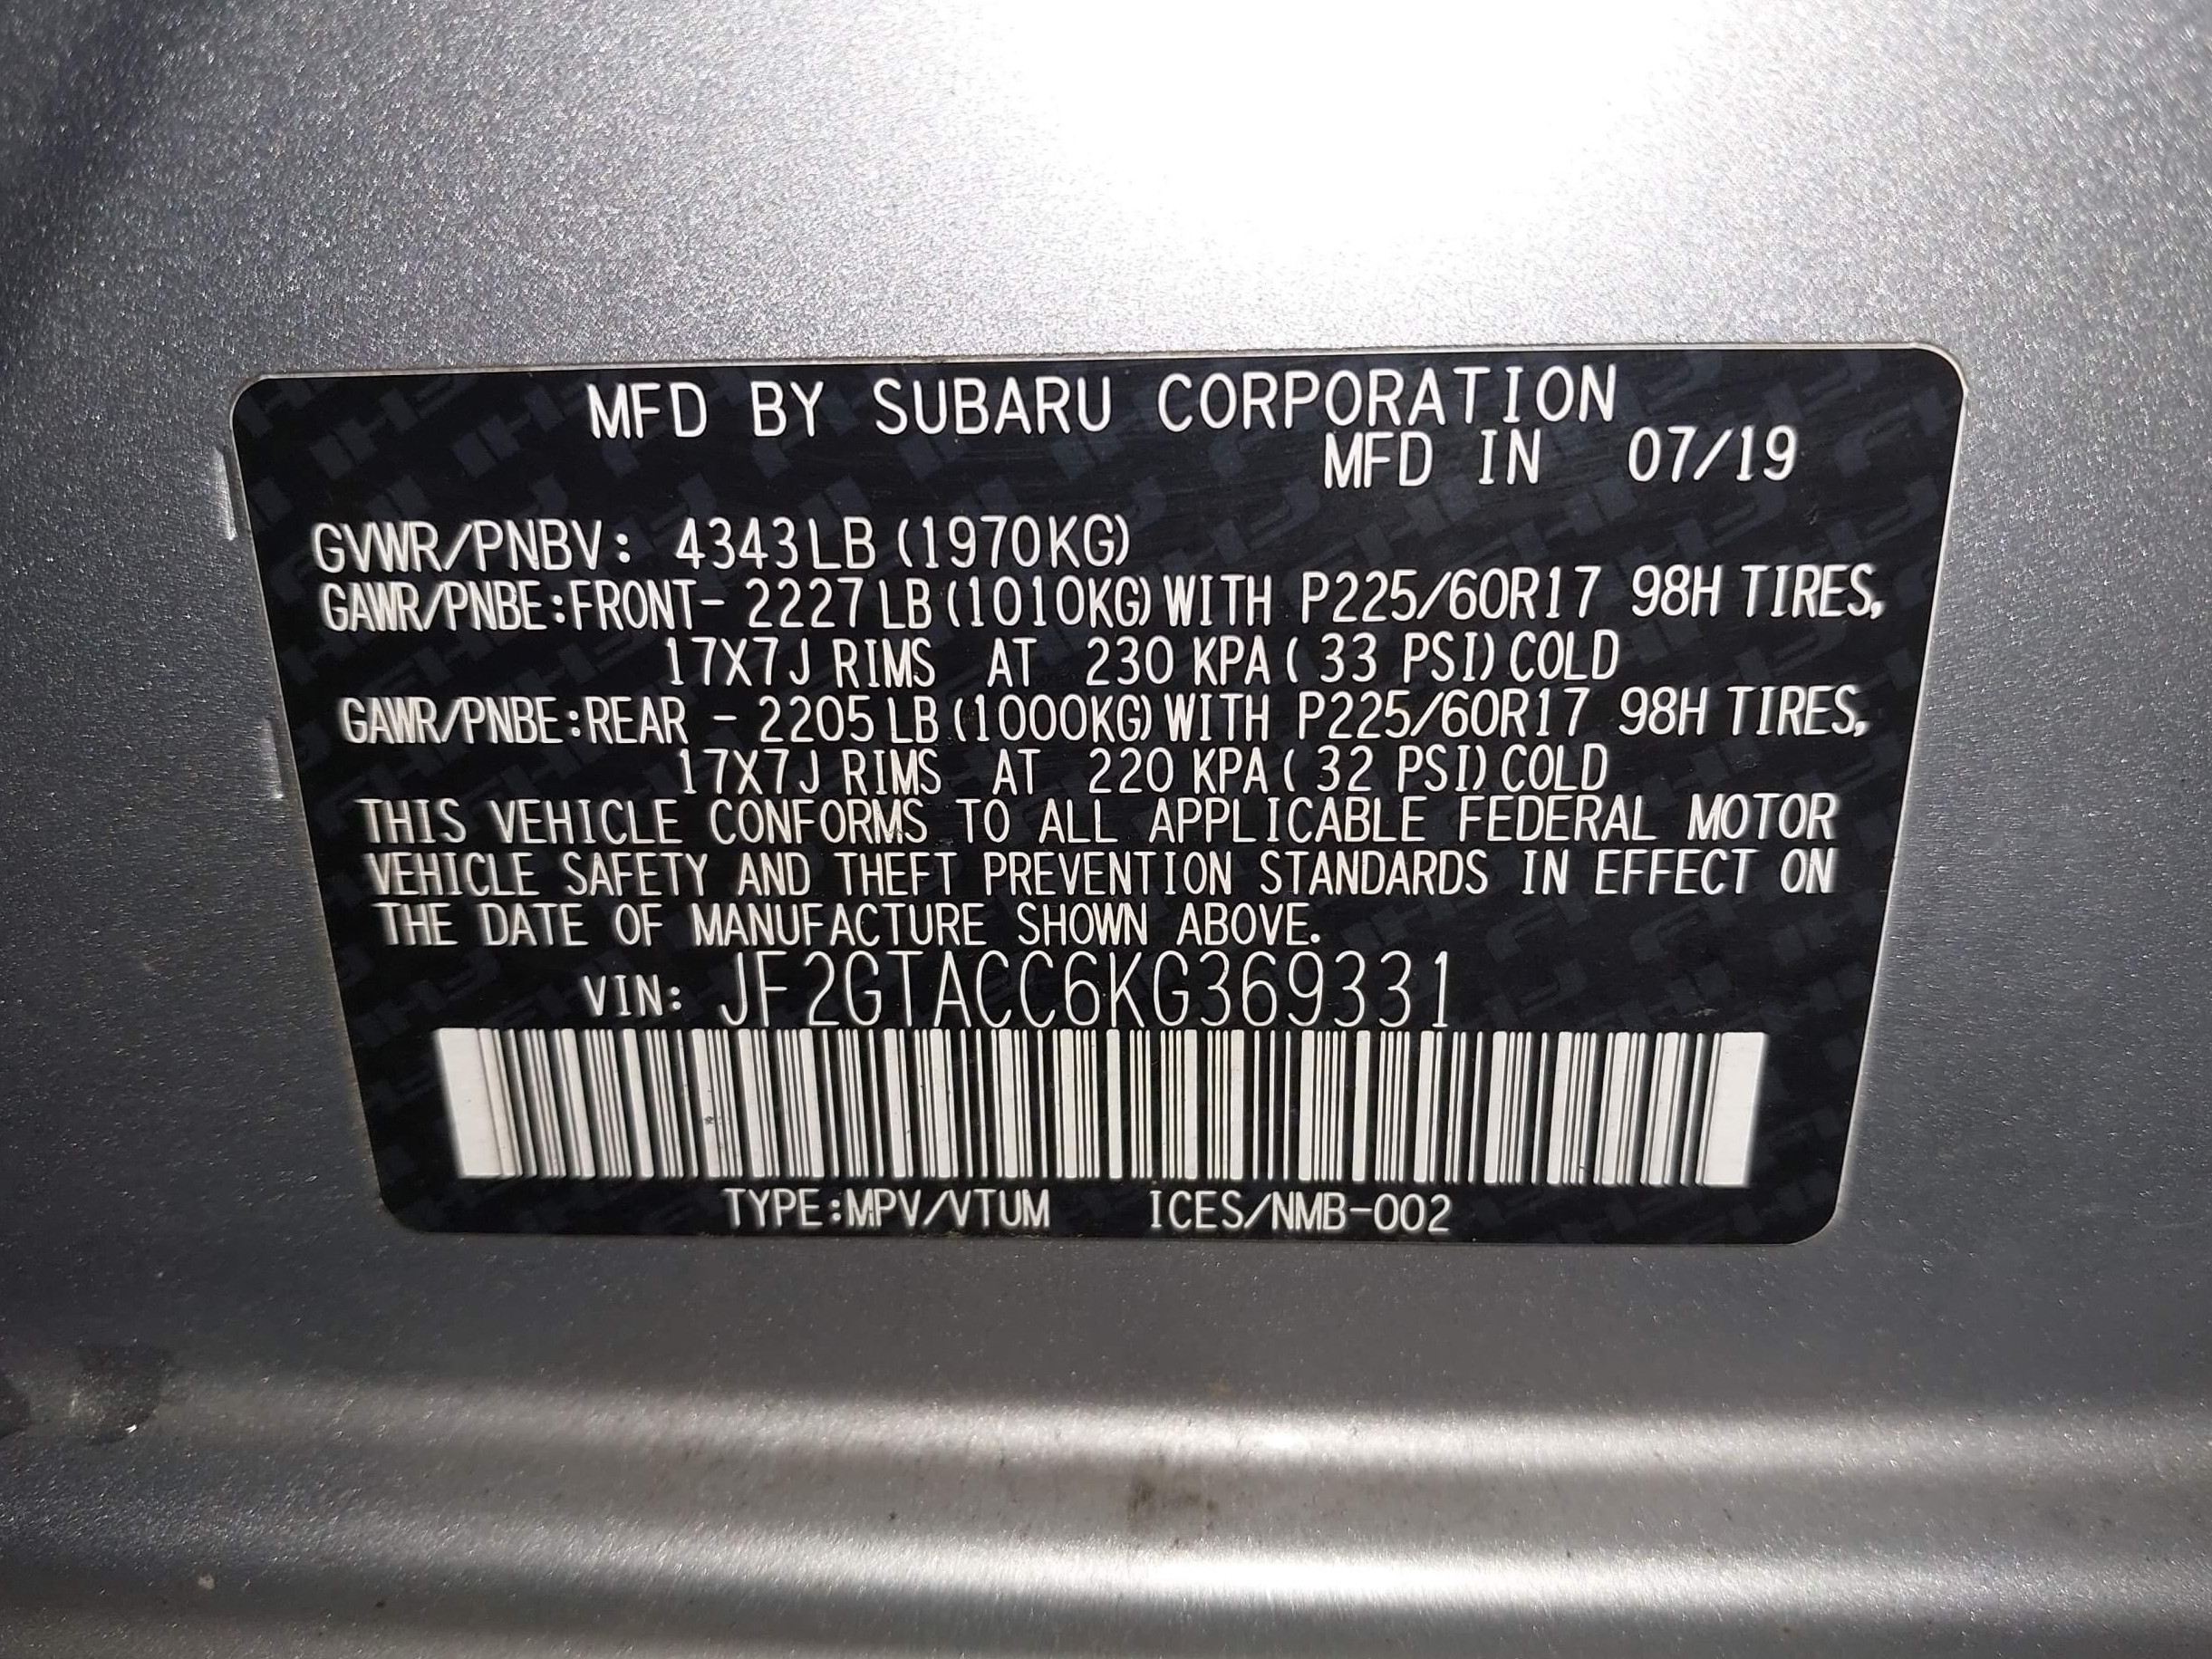 MFD BY SUBARU CORPORATION
MFD IN 07/19
GVWR/PNBV: 4343LB (1970KG)
GAWR/PNBE:FRONT- 2227 LB (1010KG) WITH P225/60R17 98H TIRES,
17X7J RIMS AT 230 KPA ( 33 PSI) COLD
GAWR/PNBE:REAR - 2205 LB (1000KG) WITH P225/60R17 98H TIRES,
17X7J RIMS AT 220 KPA ( 32 PSI) COLD
THIS VEHICLE CONFORMS TO ALL APPLICABLE FEDERAL MOTOR
VEHICLE SAFETY AND THEFT PREVENTION STANDARDS IN EFFECT ON
THE DATE OF MANUFACTURE SHOWN ABOVE.
VIN: JF2GTACC6KG369331
TYPE:MPV/VTUM ICES/NMB-002